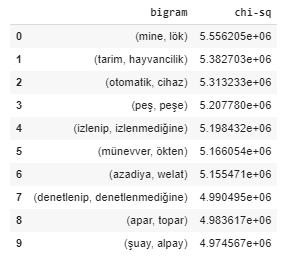 bigram chi-sq
0 (mine, lök) 5.556205e+06
1 (tarim, hayvancilik) 5.382703e+06
2 (otomatik, cihaz) 5.313233e+06
3 (peş, peşe) 5.207780e+06
4 (izlenip, izlenmediğine) 5.198432e+06
5 (münevver, ökten) 5.166054e+06
6 (azadiya, welat) 5.155471e+06
7 (denetlenip, denetlenmediğine) 4.990495e+06
8 (apar, topar) 4.983617e+06
9 (şuay, alpay) 4.974567e+06